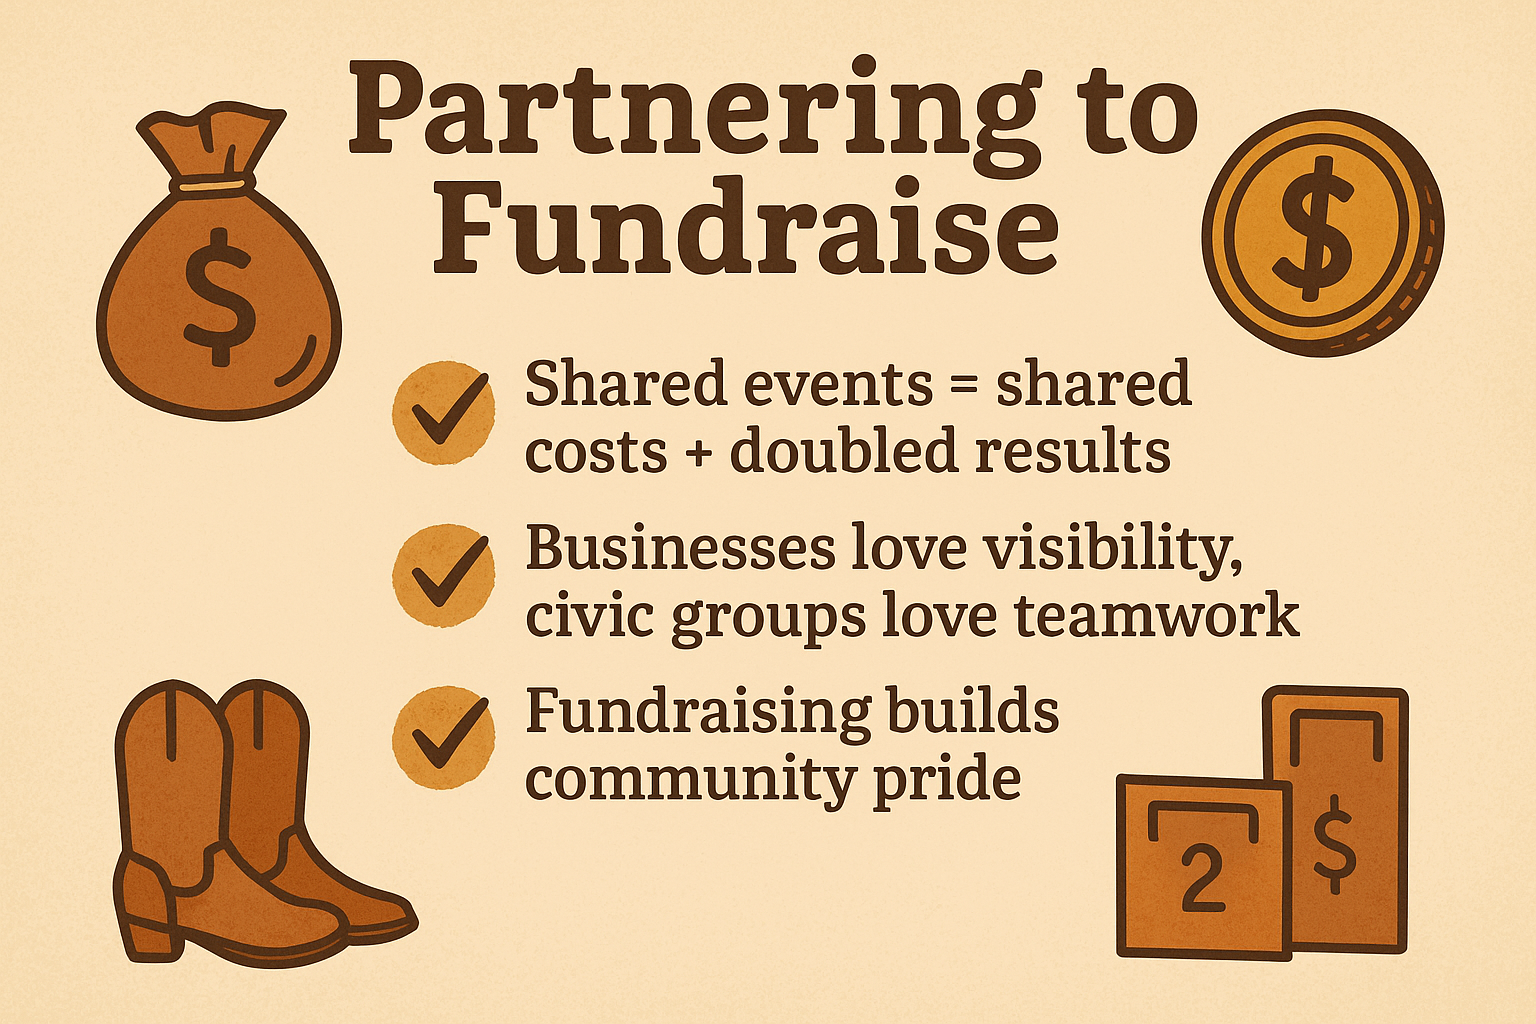 Partnering to
Fundraise
$
$
Shared events = shared
costs + doubled results
Businesses love visibility,
civic groups love teamwork
Fundraising builds
community pride
2
$